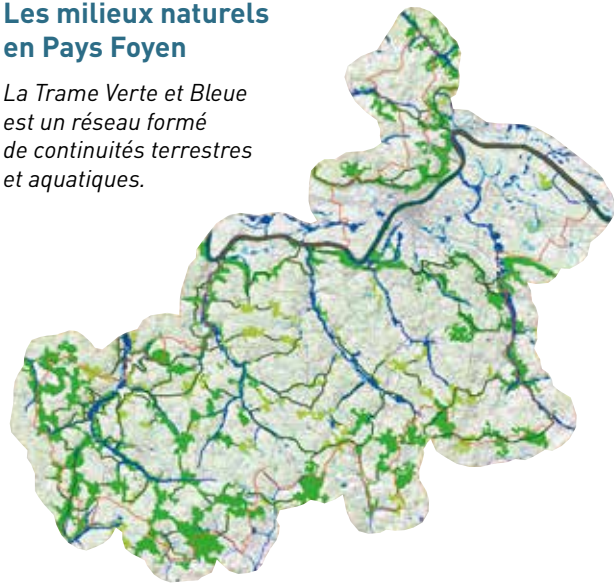 Les milieux naturels
en Pays Foyen
La Trame Verte et Bleue
est un réseau formé
de continuités terrestres
et aquatiques.